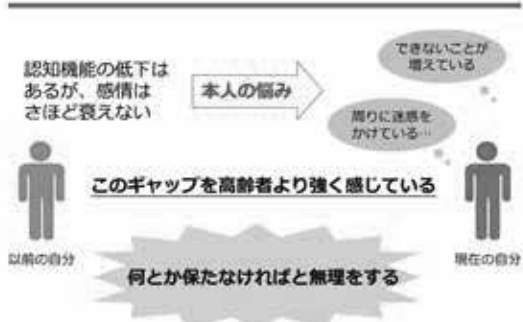 認知機能の低下は
あるが、感情は
さほど衰えない
本人の悩み
できないことが
増えている
周りに迷惑を
かけている…
このギャップを高齢者より強く感じている
以前の自分
現在の自分
何とか保たなければと無理をする